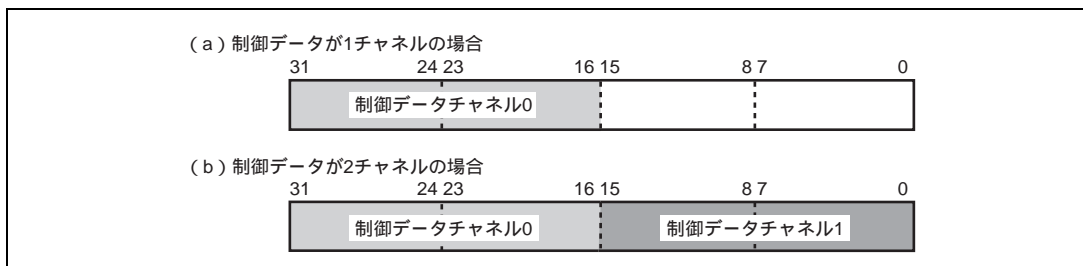 (a)制御データが1チャネルの場合
31 24 23 16 15 8 7 0
制御データチャネル0
(b)制御データが2チャネルの場合
31 24 23 16 15 8 7 0
制御データチャネル0 制御データチャネル1